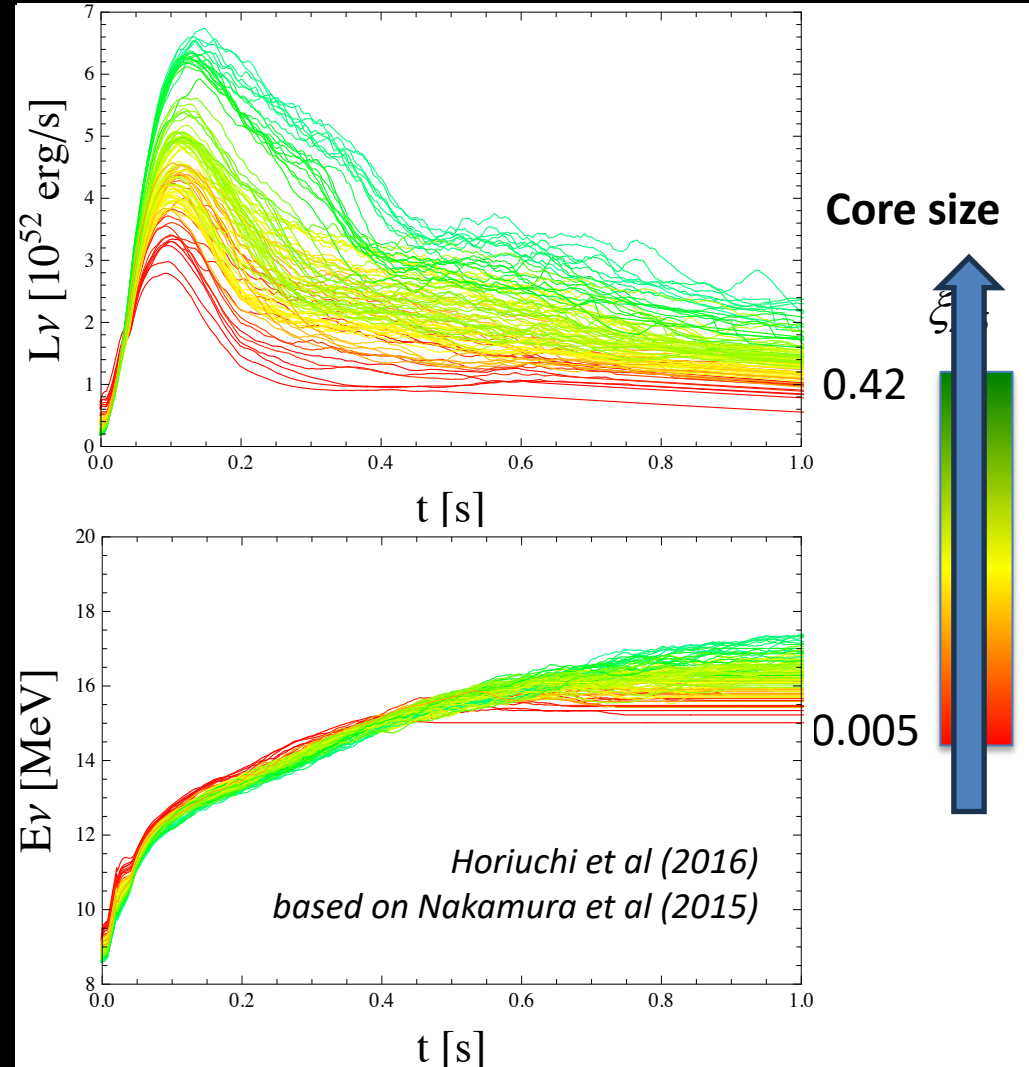 7
6
5
4
3
2
1
0
Lν [10^52 erg/s]
0.0 0.2 0.4 0.6 0.8 1.0
t [s]
Core size
ξ
0.42
0.005
20
18
16
14
12
10
8
Eν [MeV]
Horiuchi et al (2016)
based on Nakamura et al (2015)
0.0 0.2 0.4 0.6 0.8 1.0
t [s]